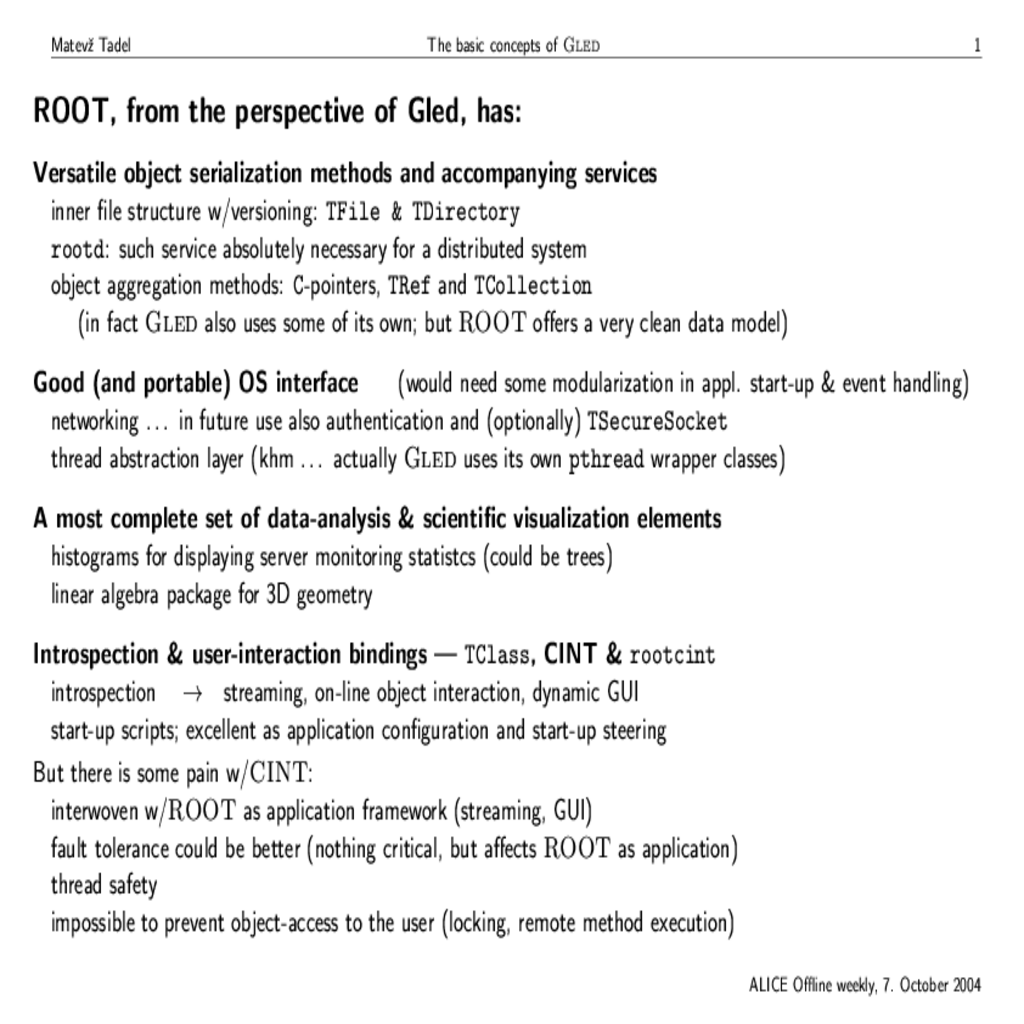 Matevž Tadel The basic concepts of GLED 1
ROOT, from the perspective of Gled, has:
Versatile object serialization methods and accompanying services
inner file structure w/versioning: TFile & TDirectory
rootd: such service absolutely necessary for a distributed system
object aggregation methods: C-pointers, TRef and TCollection
(in fact GLED also uses some of its own; but ROOT offers a very clean data model)
Good (and portable) OS interface (would need some modularization in appl. start-up & event handling)
networking ... in future use also authentication and (optionally) TSecureSocket
thread abstraction layer (khm ... actually GLED uses its own pthread wrapper classes)
A most complete set of data-analysis & scientific visualization elements
histograms for displaying server monitoring statistcs (could be trees)
linear algebra package for 3D geometry
Introspection & user-interaction bindings — TClass, CINT & rootcint
introspection → streaming, on-line object interaction, dynamic GUI
start-up scripts; excellent as application configuration and start-up steering
But there is some pain w/CINT:
interwoven w/ROOT as application framework (streaming, GUI)
fault tolerance could be better (nothing critical, but affects ROOT as application)
thread safety
impossible to prevent object-access to the user (locking, remote method execution)
ALICE Offline weekly, 7. October 2004